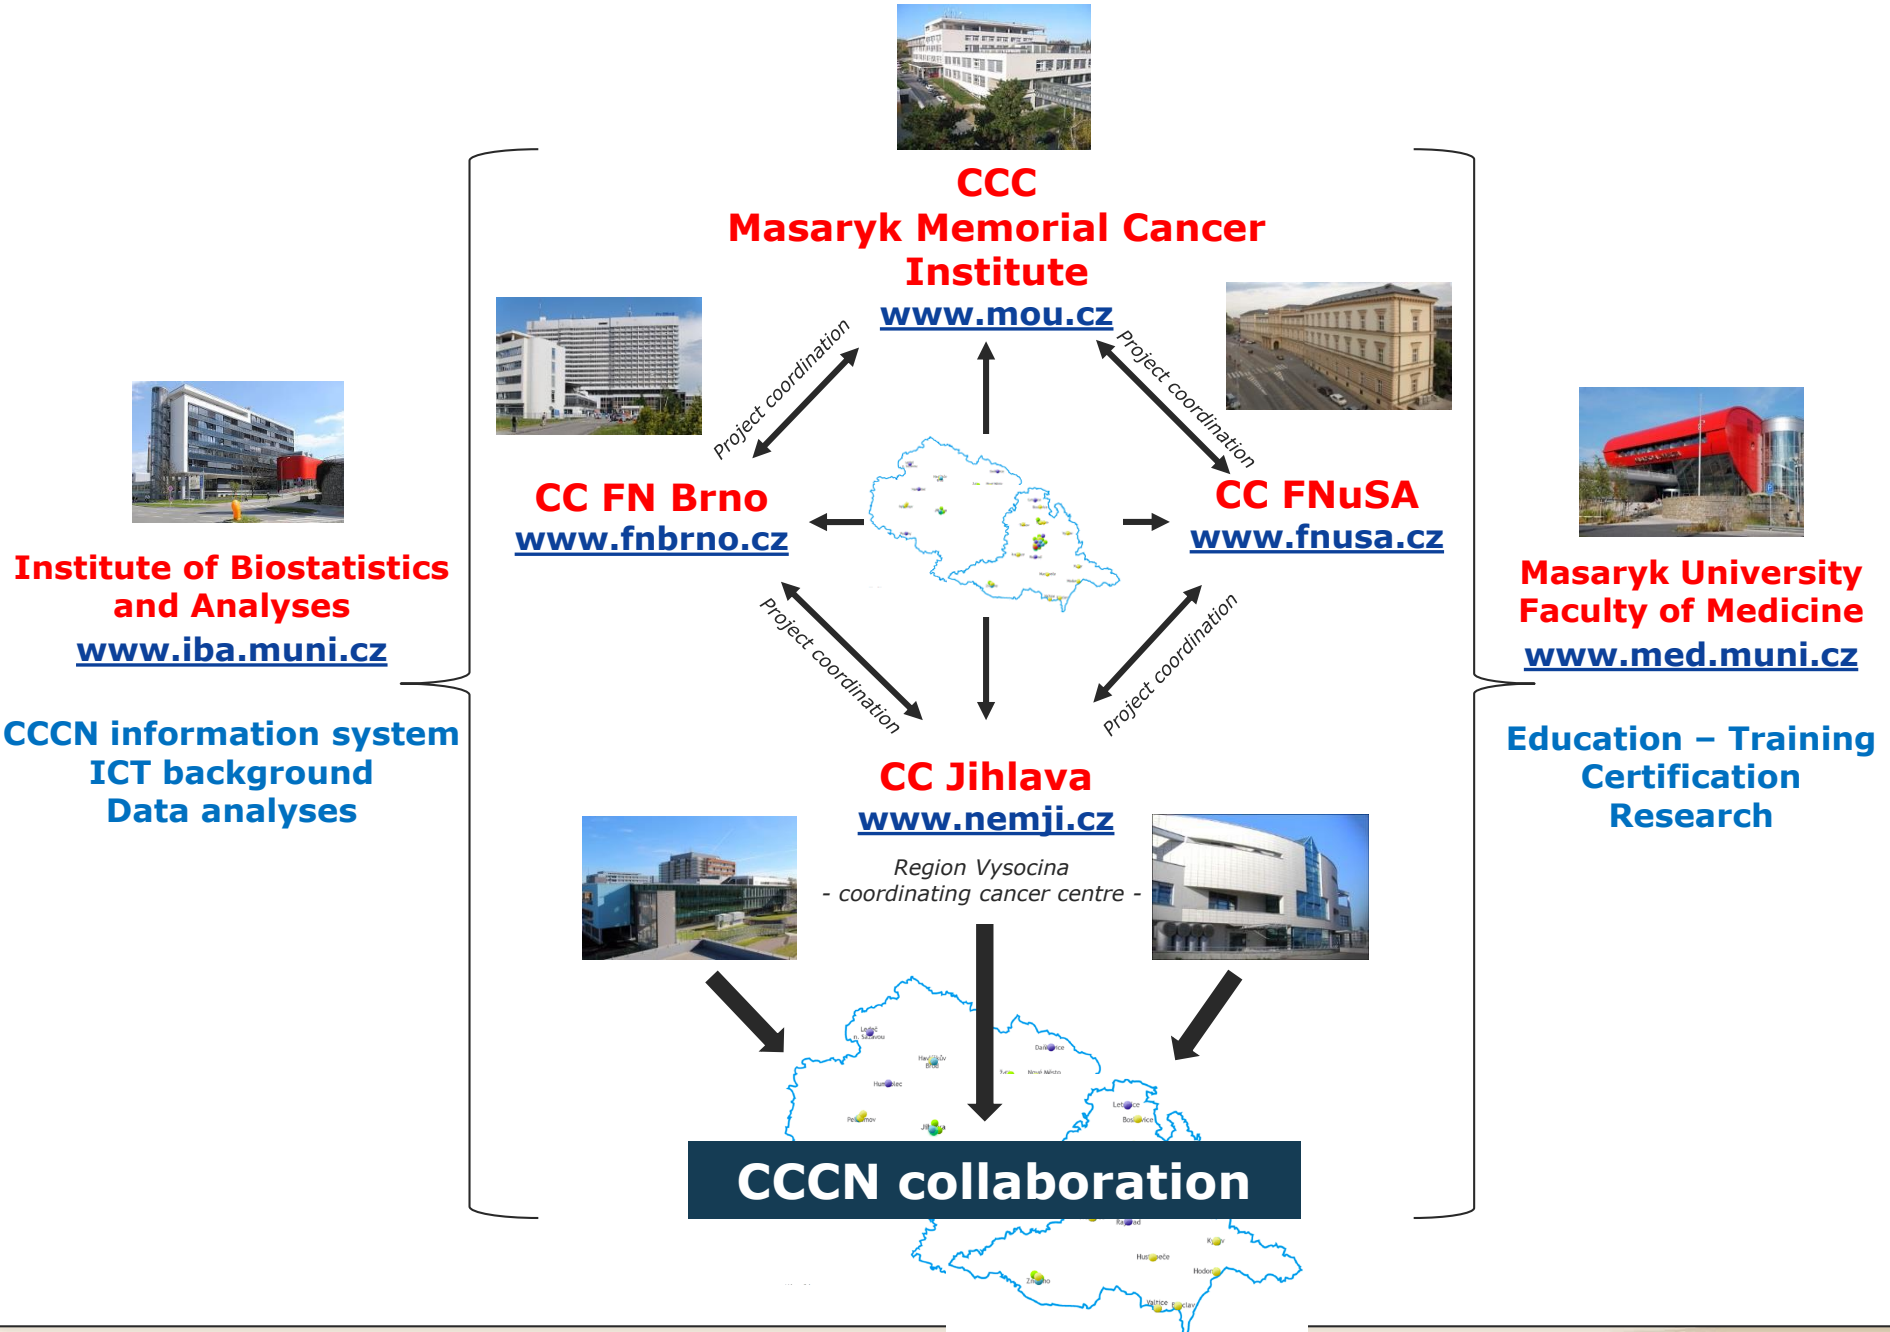 CCC
Masaryk Memorial Cancer
Institute
www.mou.cz
Project coordination
Project coordination
CC FN Brno
www.fnbrno.cz
CC FNuSA
www.fnusa.cz
Institute of Biostatistics
and Analyses
www.iba.muni.cz
CCCN information system
ICT background
Data analyses
Masaryk University
Faculty of Medicine
www.med.muni.cz
Education – Training
Certification
Research
Project coordination
Project coordination
CC Jihlava
www.nemji.cz
Region Vysocina
- coordinating cancer centre -
Nové Město
CCCN collaboration